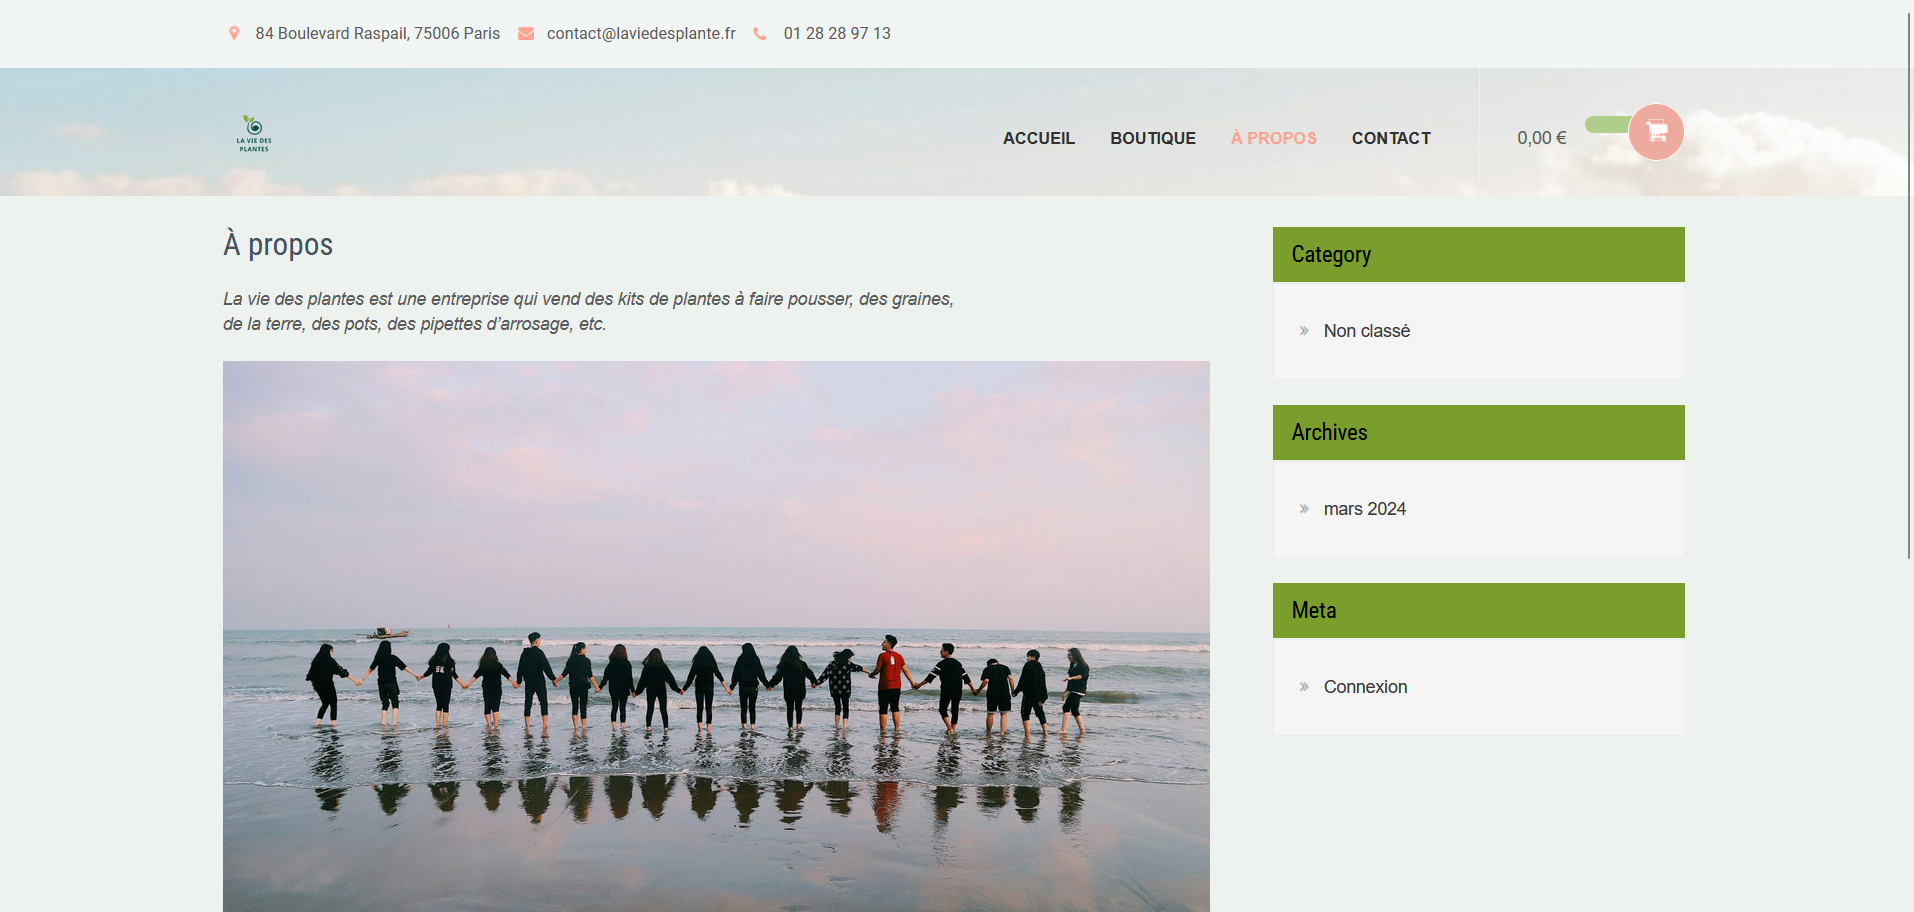 84 Boulevard Raspail, 75006 Paris contact@laviedesplante.fr 01 28 28 97 13
LA VIE DES
PLANTES
ACCUEIL BOUTIQUE À PROPOS CONTACT 0,00 €
À propos
La vie des plantes est une entreprise qui vend des kits de plantes à faire pousser, des graines,
de la terre, des pots, des pipettes d’arrosage, etc.
Category
» Non classé
Archives
» mars 2024
Meta
» Connexion